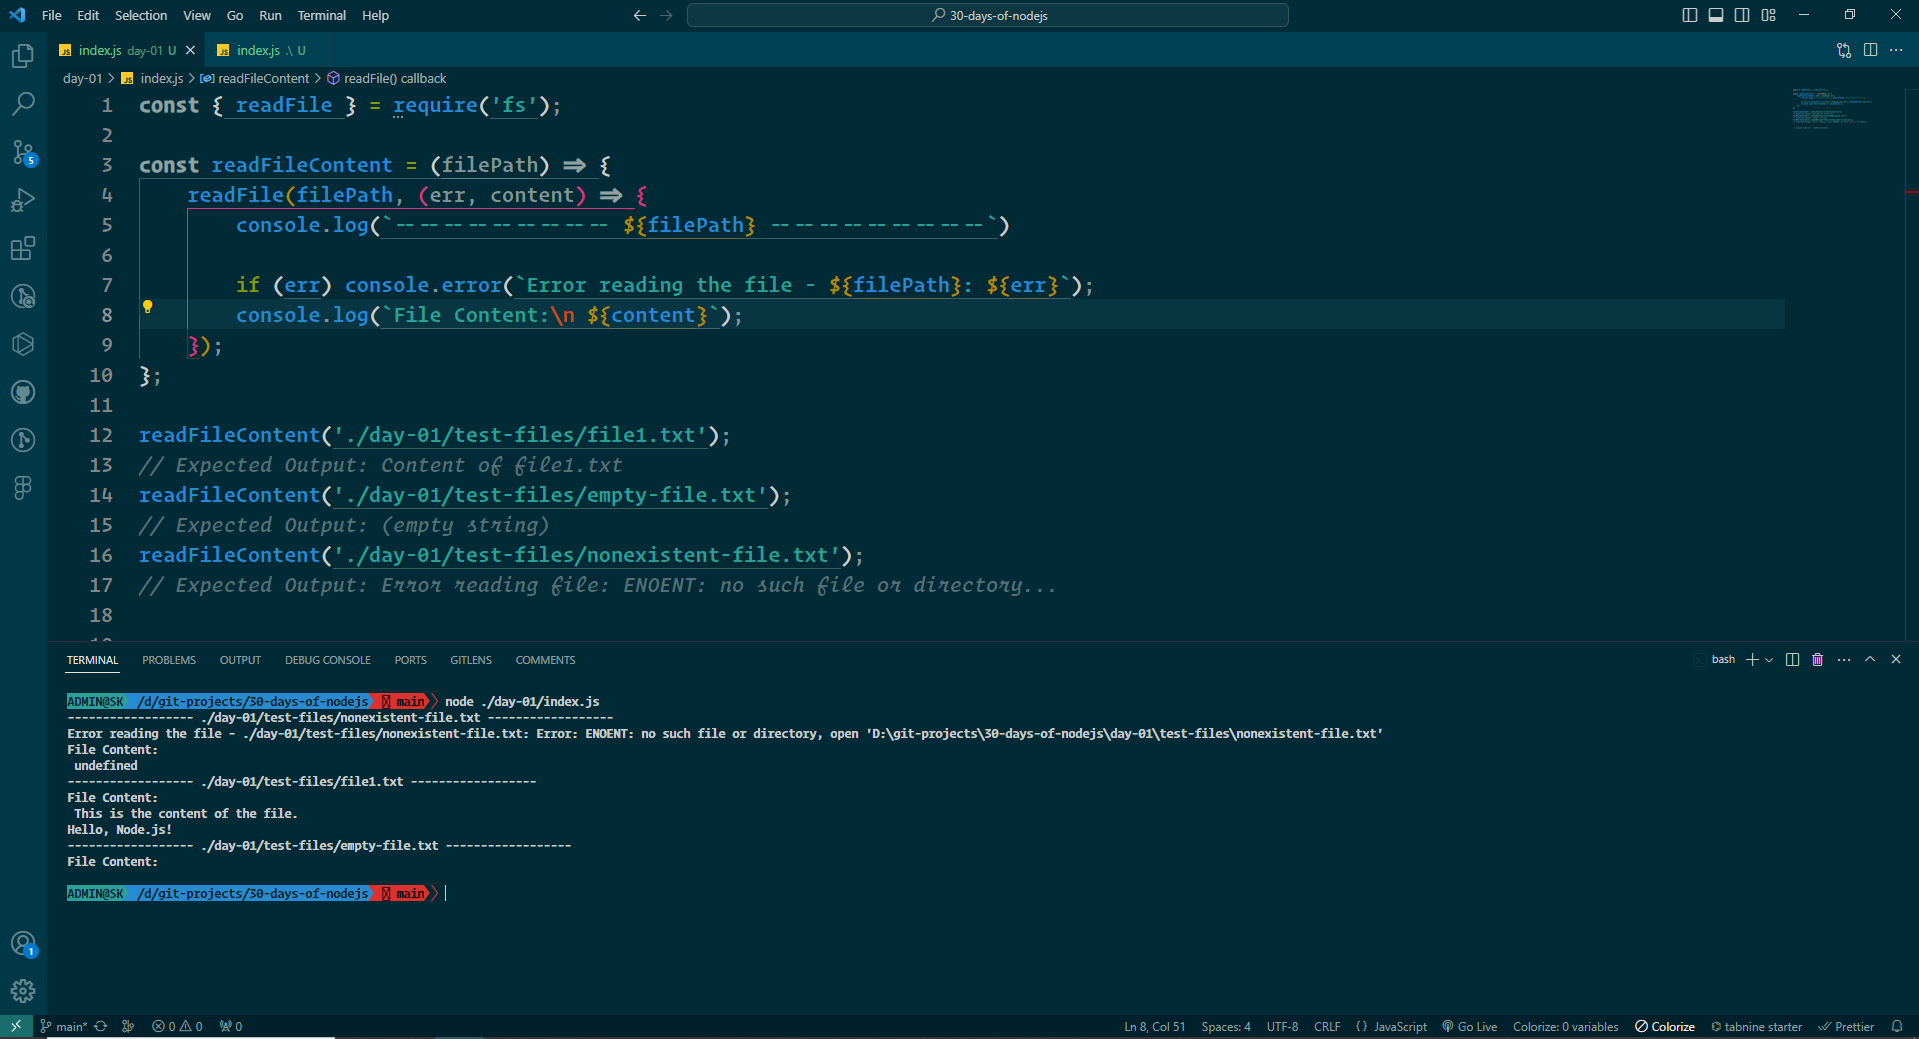 File Edit Selection View Go Run Terminal Help
30-days-of-nodejs
index.js day-01 U
index.js .\ U
day-01 > index.js > readFileContent > readFile() callback
1 const { readFile } = require('fs');
2
3 const readFileContent = (filePath) => {
4 readFile(filePath, (err, content) => {
5 console.log(`------------------ ${filePath} ------------------`)
6
7 if (err) console.error(`Error reading the file - ${filePath}: ${err}`);
8 console.log(`File Content:\n ${content}`);
9 });
10 };
11
12 readFileContent('./day-01/test-files/file1.txt');
13 // Expected Output: Content of file1.txt
14 readFileContent('./day-01/test-files/empty-file.txt');
15 // Expected Output: (empty string)
16 readFileContent('./day-01/test-files/nonexistent-file.txt');
17 // Expected Output: Error reading file: ENOENT: no such file or directory...
18
TERMINAL PROBLEMS OUTPUT DEBUG CONSOLE PORTS GITLENS COMMENTS
bash
ADMIN@SK /d/git-projects/30-days-of-nodejs main node ./day-01/index.js
------------------ ./day-01/test-files/nonexistent-file.txt ------------------
Error reading the file - ./day-01/test-files/nonexistent-file.txt: Error: ENOENT: no such file or directory, open 'D:\git-projects\30-days-of-nodejs\day-01\test-files\nonexistent-file.txt'
File Content:
undefined
------------------ ./day-01/test-files/file1.txt ------------------
File Content:
This is the content of the file.
Hello, Node.js!
------------------ ./day-01/test-files/empty-file.txt ------------------
File Content:
ADMIN@SK /d/git-projects/30-days-of-nodejs main
5
1
main* 0 0 0 Ln 8, Col 51 Spaces: 4 UTF-8 CRLF {} JavaScript Go Live Colorize: 0 variables Colorize tabnine starter Prettier